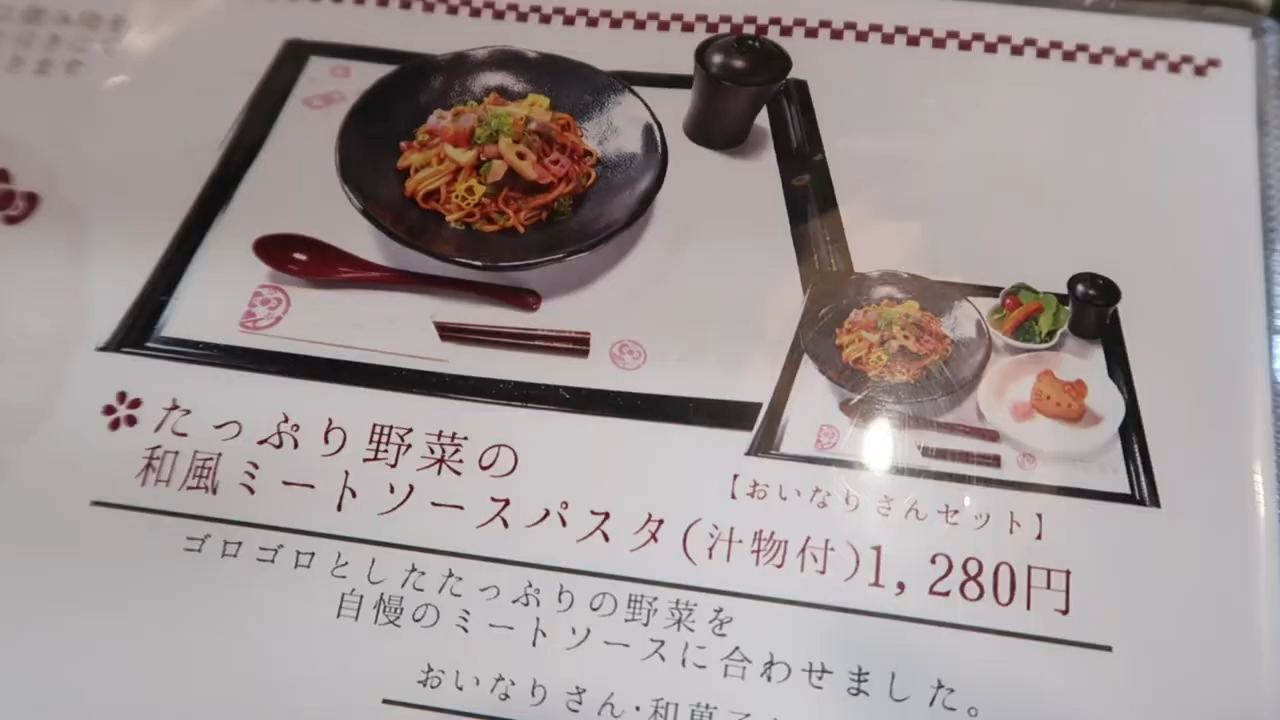 たっぷり野菜の
和風ミートソースパスタ(汁物付)1,280円
【おいなりさんセット】
ゴロゴロとしたたっぷりの野菜を
自慢のミートソースに合わせました。
おいなりさん・和菓子